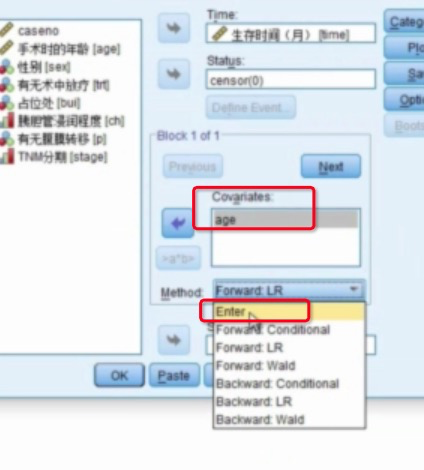 caseno
手术时的年龄 [age]
性别 [sex]
有无术中放疗 [trt]
占位处 [bui]
胰胆管浸润程度 [ch]
有无腹膜转移 [p]
TNM分期 [stage]
Time:
生存时间（月） [time]
Status:
censor(0)
Define Event...
Block 1 of 1
Previous
Next
Covariates:
age
>a*b>
Method:
Forward: LR
Enter
Forward: Conditional
Forward: LR
Forward: Wald
Backward: Conditional
Backward: LR
Backward: Wald
OK
Paste
Categ
Plo
Sa
Opti
Boots